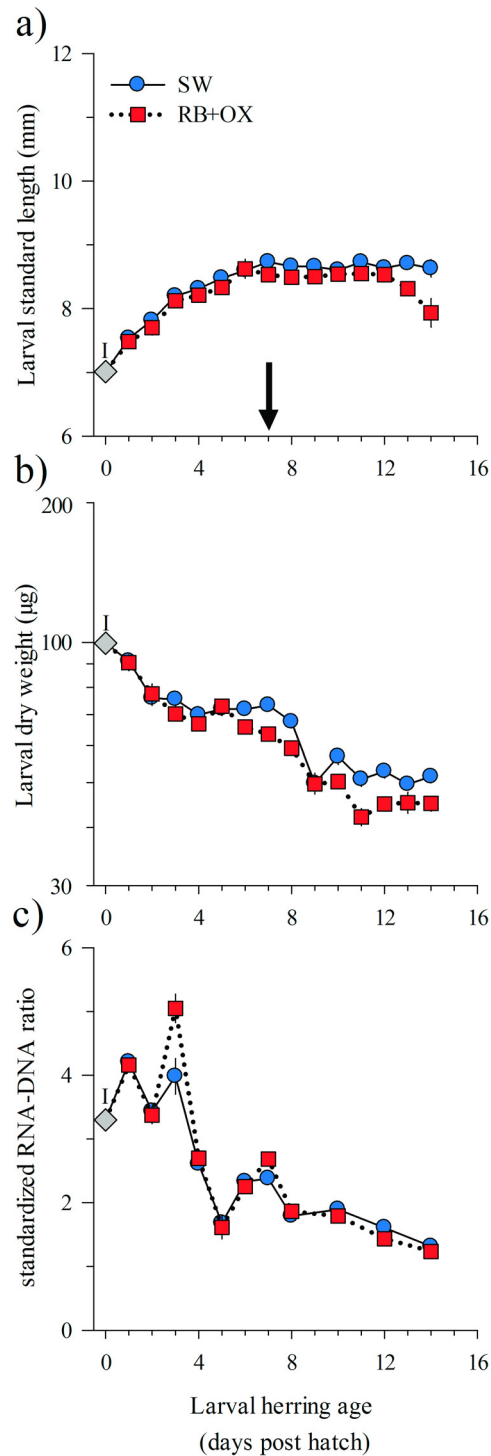 a)
12
10
8
6
Larval standard length (mm)
SW
RB+OX
I
0 4 8 12 16
b)
200
100
30
Larval dry weight (µg)
I
0 4 8 12 16
c)
6
4
2
0
standardized RNA-DNA ratio
I
0 4 8 12 16
Larval herring age
(days post hatch)